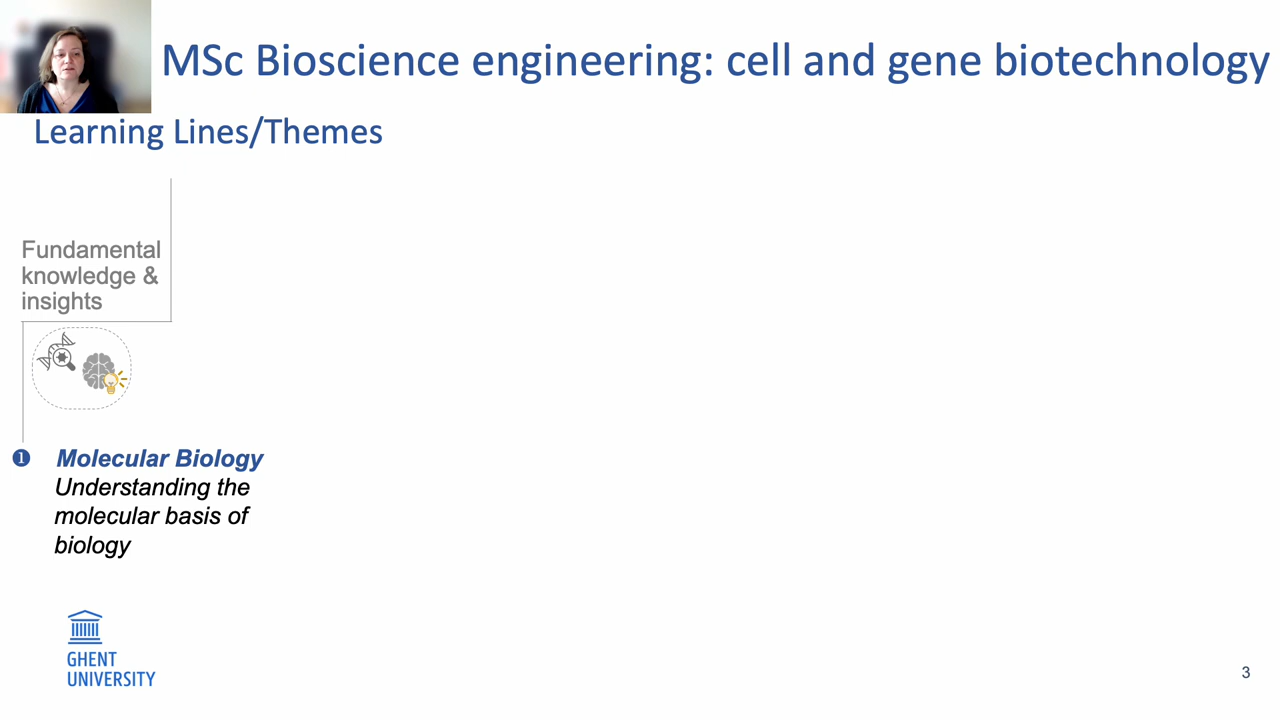 MSc Bioscience engineering: cell and gene biotechnology
Learning Lines/Themes
Fundamental
knowledge &
insights
❶ Molecular Biology
Understanding the
molecular basis of
biology
GHENT
UNIVERSITY
3